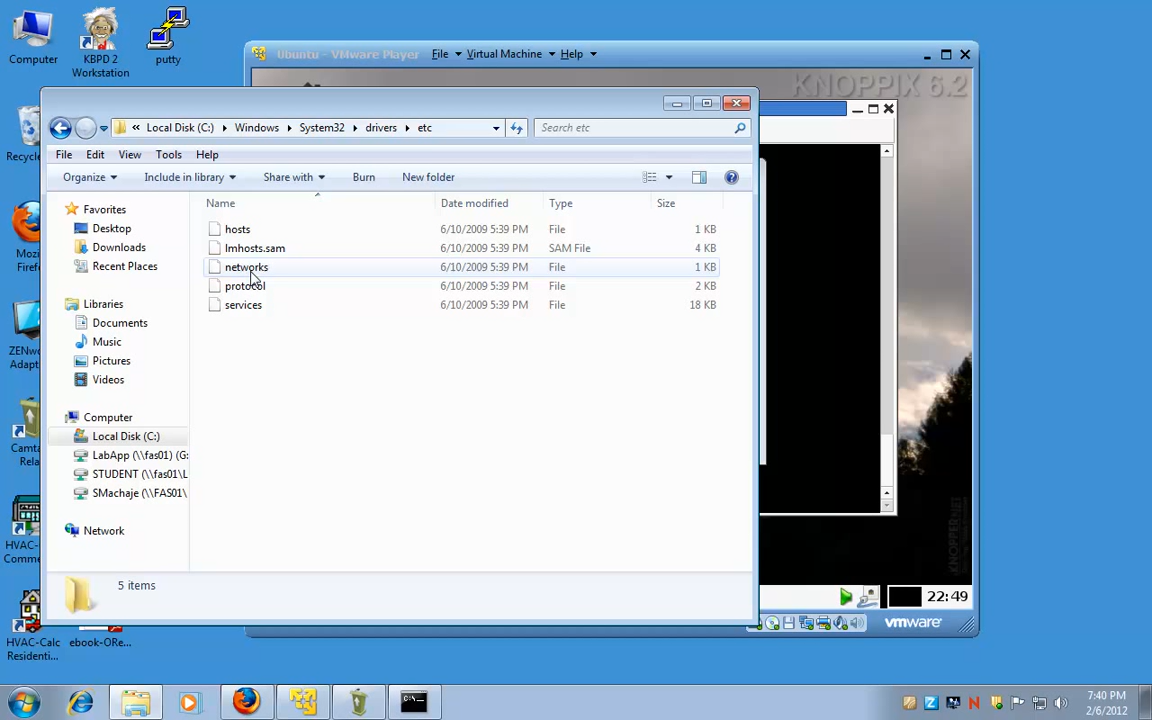 Computer
KBPD 2
Workstation
putty
Recycle
Mozi
Firef
ZENw
Adapt
Camta
Rela
HVAC-
Comme
HVAC-Calc
Residenti...
ebook-ORe...
Ubuntu - VMware Player
File
Virtual Machine
Help
KNOPPIX 6.2
« Local Disk (C:)
Windows
System32
drivers
etc
Search etc
File
Edit
View
Tools
Help
Organize
Include in library
Share with
Burn
New folder
Name
Date modified
Type
Size
hosts
6/10/2009 5:39 PM
File
1 KB
lmhosts.sam
6/10/2009 5:39 PM
SAM File
4 KB
networks
6/10/2009 5:39 PM
File
1 KB
protocol
6/10/2009 5:39 PM
File
2 KB
services
6/10/2009 5:39 PM
File
18 KB
Favorites
Desktop
Downloads
Recent Places
Libraries
Documents
Music
Pictures
Videos
Computer
Local Disk (C:)
LabApp (\\fas01) (G:
STUDENT (\\fas01\L
SMachaje (\\FAS01\
Network
5 items
KNOPPER.NET
22:49
vmware
7:40 PM
2/6/2012